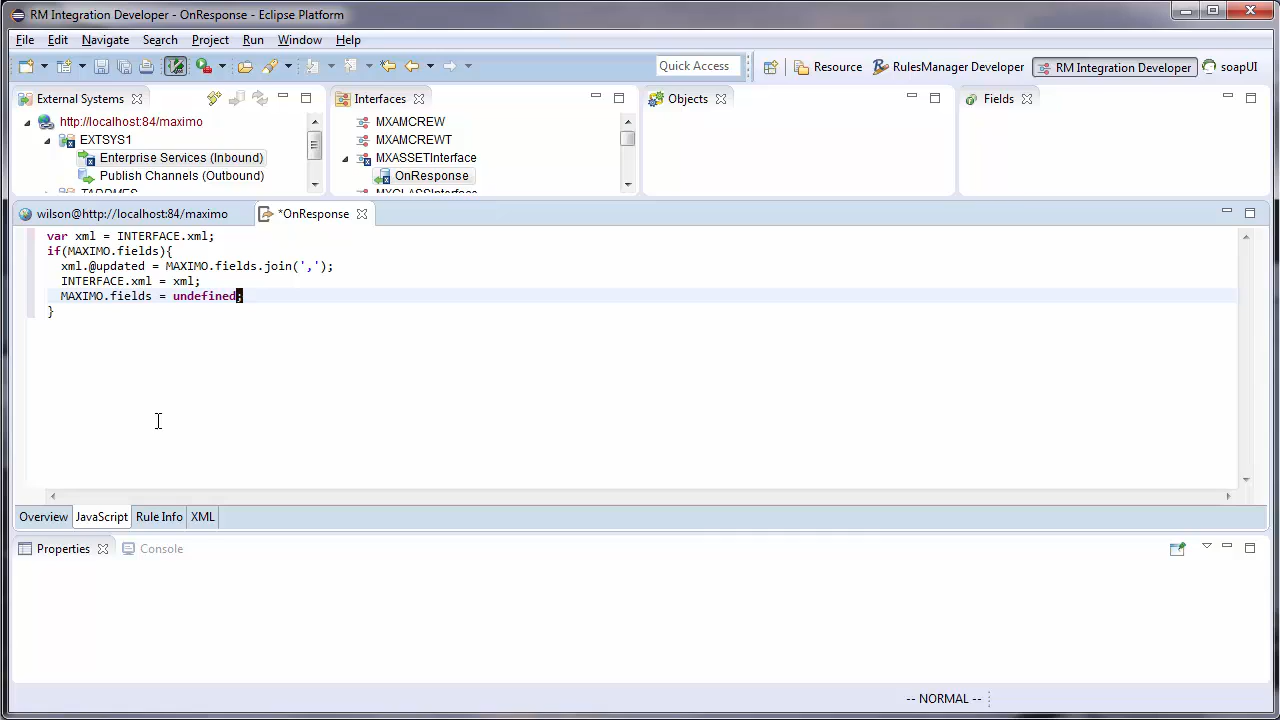 RM Integration Developer - OnResponse - Eclipse Platform
File Edit Navigate Search Project Run Window Help
Quick Access Resource RulesManager Developer RM Integration Developer soapUI
External Systems Interfaces Objects Fields
http://localhost:84/maximo
EXTSYS1
Enterprise Services (Inbound)
Publish Channels (Outbound)
MXAMCREW
MXAMCREWT
MXASSETInterface
OnResponse
MXCLASSInterface
wilson@http://localhost:84/maximo *OnResponse
var xml = INTERFACE.xml;
if(MAXIMO.fields){
xml.@updated = MAXIMO.fields.join(',');
INTERFACE.xml = xml;
MAXIMO.fields = undefined;
}
Overview JavaScript Rule Info XML
Properties Console
-- NORMAL --